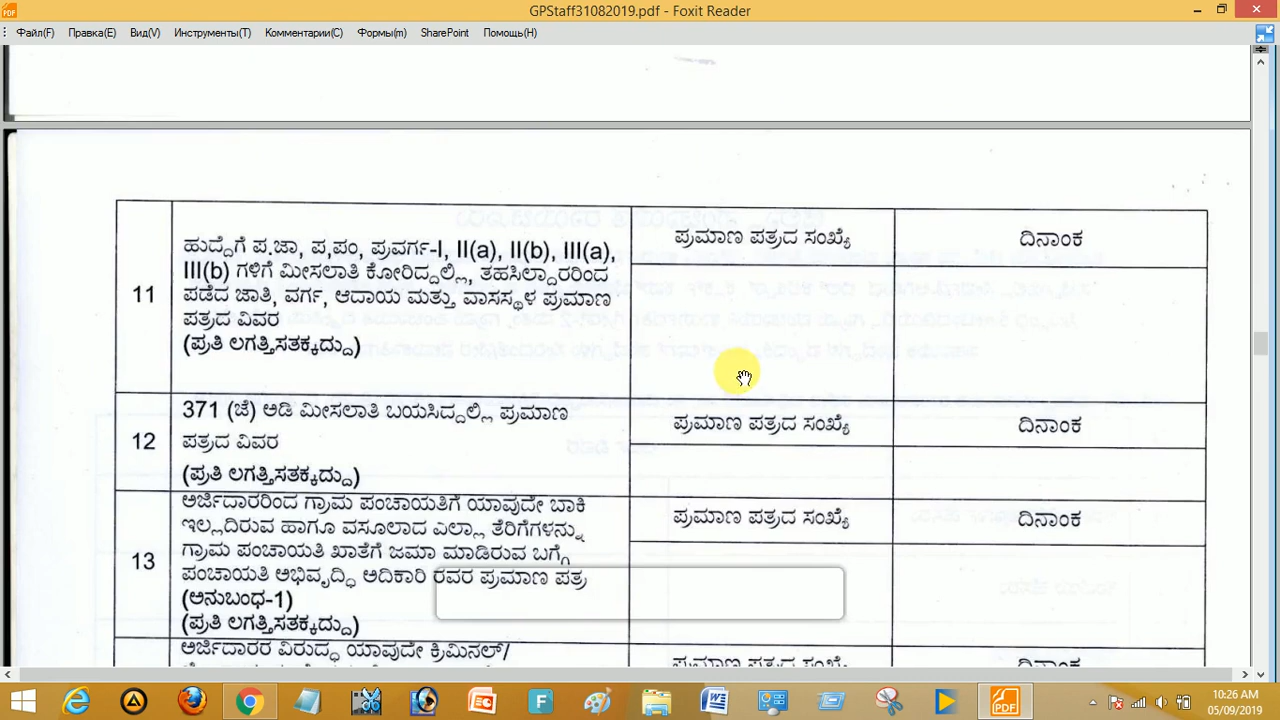 GPStaff31082019.pdf - Foxit Reader
Файл(F) Правка(E) Вид(V) Инструменты(T) Комментарии(C) Формы(m) SharePoint Помощь(H)
11
ಹುದ್ದೆಗೆ ಪ.ಜಾ, ಪ.ಪಂ, ಪ್ರವರ್ಗ-I, II(a), II(b), III(a),
III(b) ಗಳಿಗೆ ಮೀಸಲಾತಿ ಕೋರಿದ್ದಲ್ಲಿ, ತಹಸಿಲ್ದಾರರಿಂದ
ಪಡೆದ ಜಾತಿ, ವರ್ಗ, ಆದಾಯ ಮತ್ತು ವಾಸಸ್ಥಳ ಪ್ರಮಾಣ
ಪತ್ರದ ವಿವರ
(ಪ್ರತಿ ಲಗತ್ತಿಸತಕ್ಕದ್ದು)
ಪ್ರಮಾಣ ಪತ್ರದ ಸಂಖ್ಯೆ
ದಿನಾಂಕ
12
371 (ಜೆ) ಅಡಿ ಮೀಸಲಾತಿ ಬಯಸಿದ್ದಲ್ಲಿ ಪ್ರಮಾಣ
ಪತ್ರದ ವಿವರ
(ಪ್ರತಿ ಲಗತ್ತಿಸತಕ್ಕದ್ದು)
ಪ್ರಮಾಣ ಪತ್ರದ ಸಂಖ್ಯೆ
ದಿನಾಂಕ
13
ಅರ್ಜಿದಾರರಿಂದ ಗ್ರಾಮ ಪಂಚಾಯತಿಗೆ ಯಾವುದೇ ಬಾಕಿ
ಇಲ್ಲದಿರುವ ಹಾಗೂ ವಸೂಲಾದ ಎಲ್ಲಾ ತೆರಿಗೆಗಳನ್ನು
ಗ್ರಾಮ ಪಂಚಾಯತಿ ಖಾತೆಗೆ ಜಮಾ ಮಾಡಿರುವ ಬಗ್ಗೆ
ಪಂಚಾಯತಿ ಅಭಿವೃದ್ಧಿ ಅದಿಕಾರಿ ರವರ ಪ್ರಮಾಣ ಪತ್ರ
(ಅನುಬಂಧ-1)
(ಪ್ರತಿ ಲಗತ್ತಿಸತಕ್ಕದ್ದು)
ಪ್ರಮಾಣ ಪತ್ರದ ಸಂಖ್ಯೆ
ದಿನಾಂಕ
ಅರ್ಜಿದಾರರ ವಿರುದ್ಧ ಯಾವುದೇ ಕ್ರಿಮಿನಲ್/
ಪ್ರಮಾಣ ಪತ್ರದ ಸಂಖ್ಯೆ
ದಿನಾಂಕ
10:26 AM
05/09/2019